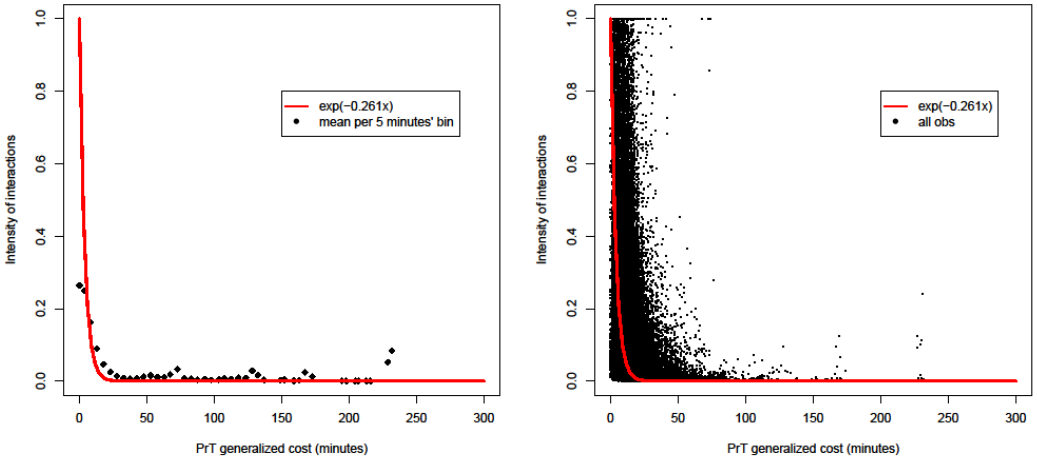 Intensity of interactions
1.0
0.8
0.6
0.4
0.2
0.0
exp(−0.261x)
mean per 5 minutes' bin
0 50 100 150 200 250 300
PrT generalized cost (minutes)
Intensity of interactions
1.0
0.8
0.6
0.4
0.2
0.0
exp(−0.261x)
all obs
0 50 100 150 200 250 300
PrT generalized cost (minutes)